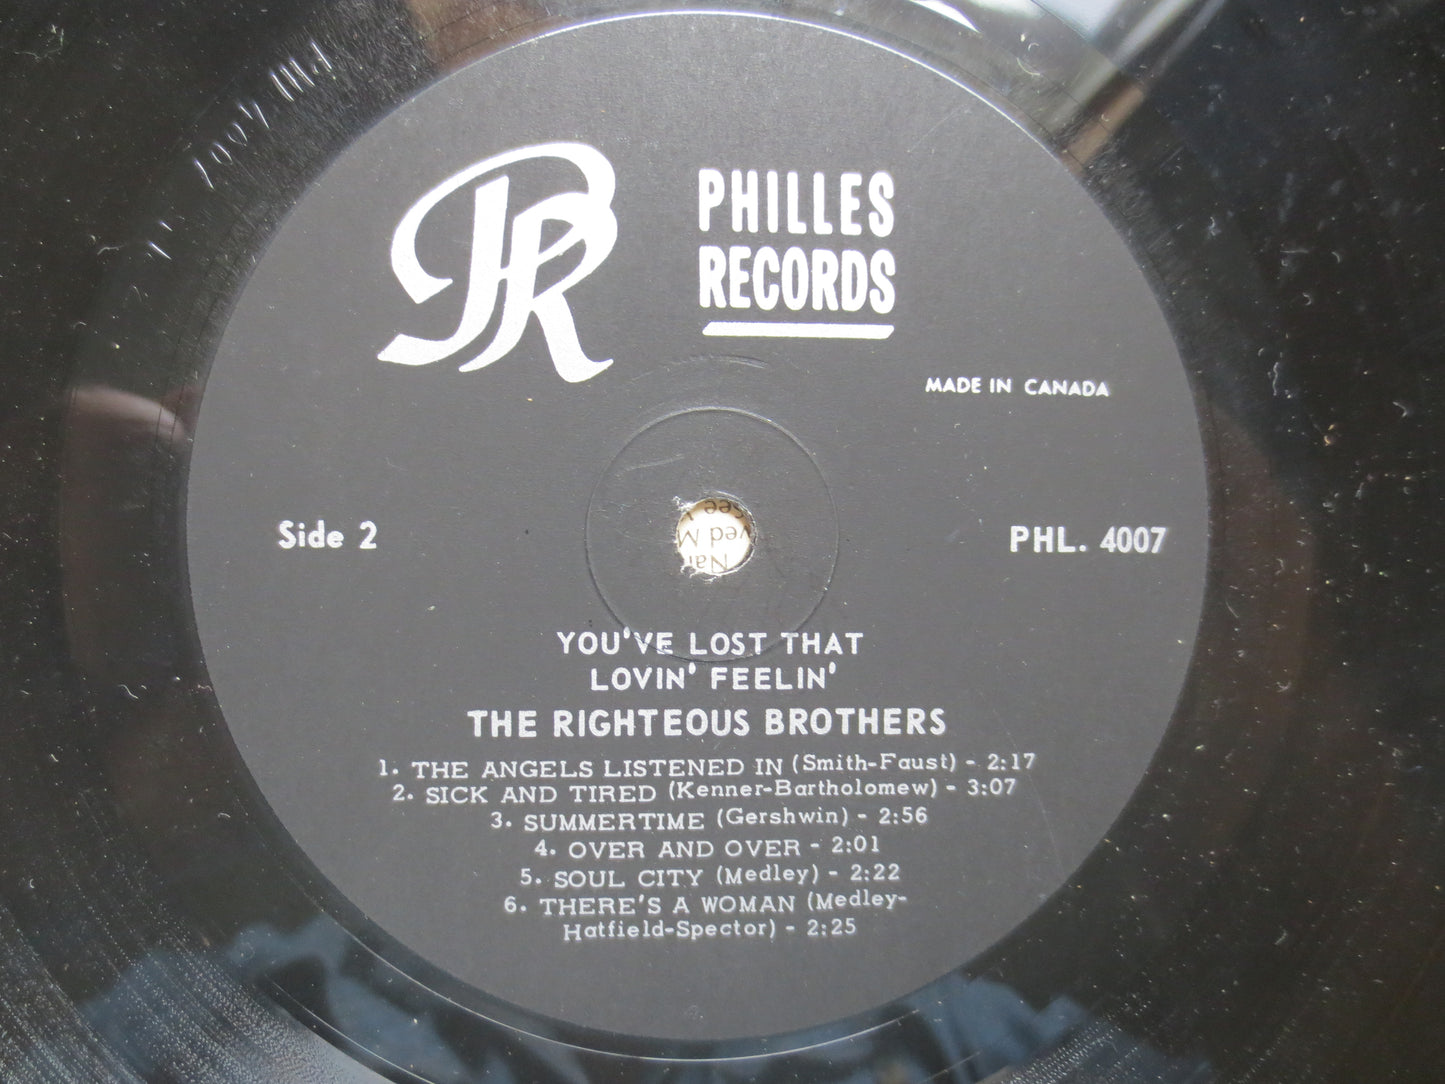 PR
PHILLES
RECORDS
MADE IN CANADA
Side 2
PHL. 4007
YOU'VE LOST THAT
LOVIN' FEELIN'
THE RIGHTEOUS BROTHERS
1. THE ANGELS LISTENED IN (Smith-Faust) - 2:17
2. SICK AND TIRED (Kenner-Bartholomew) - 3:07
3. SUMMERTIME (Gershwin) - 2:56
4. OVER AND OVER - 2:01
5. SOUL CITY (Medley) - 2:22
6. THERE'S A WOMAN (Medley-
Hatfield-Spector) - 2:25